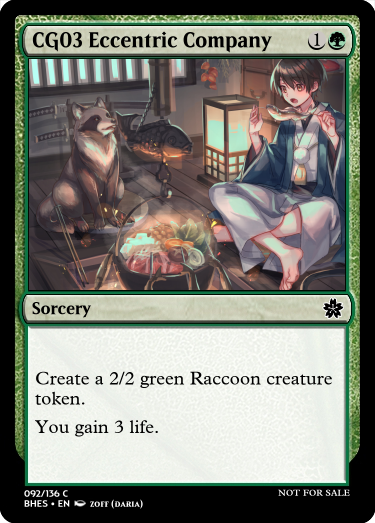 CG03 Eccentric Company 1
Sorcery
Create a 2/2 green Raccoon creature
token.
You gain 3 life.
092/136 C NOT FOR SALE
BHES • EN ZOFF (DARIA)